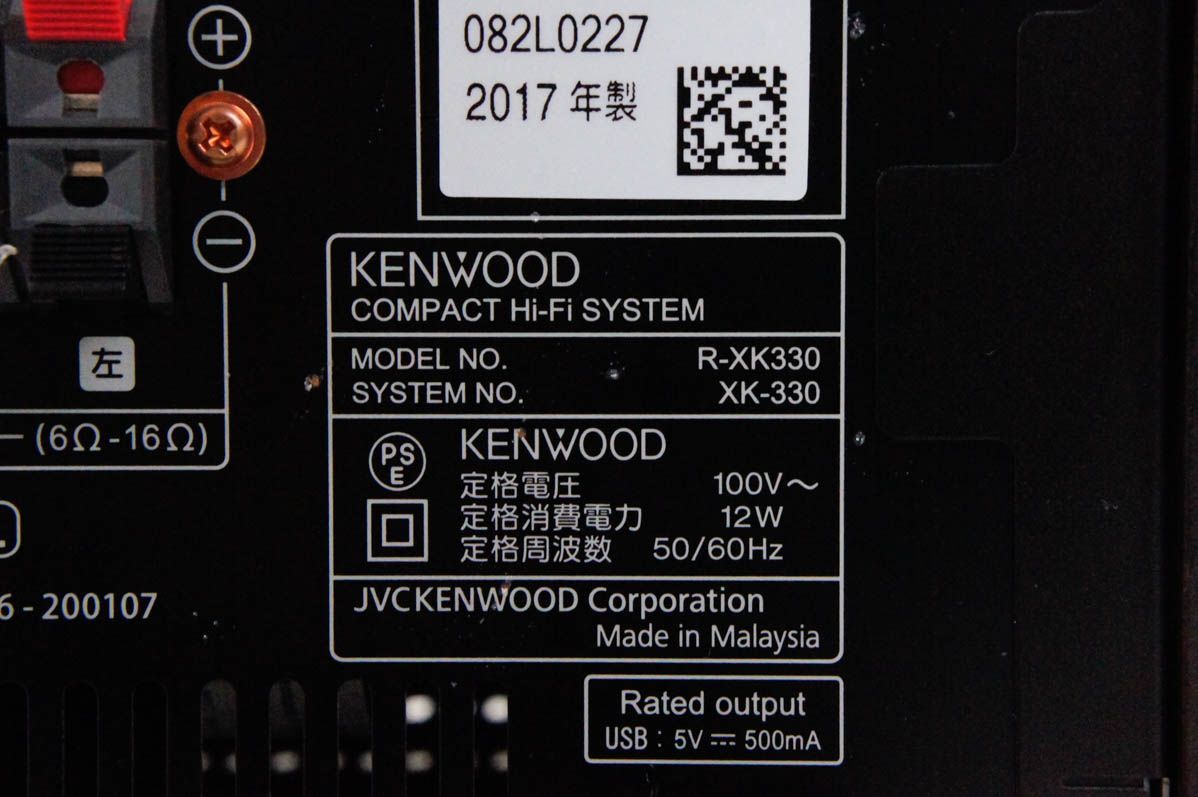 082L0227
2017 年製
KENWOOD
COMPACT Hi-Fi SYSTEM
MODEL NO. R-XK330
SYSTEM NO. XK-330
左
(6Ω-16Ω)
PS
E
KENWOOD
定格電圧 100V～
定格消費電力 12W
定格周波数 50/60Hz
6 - 200107
JVCKENWOOD Corporation
Made in Malaysia
Rated output
USB : 5V ⎓ 500mA